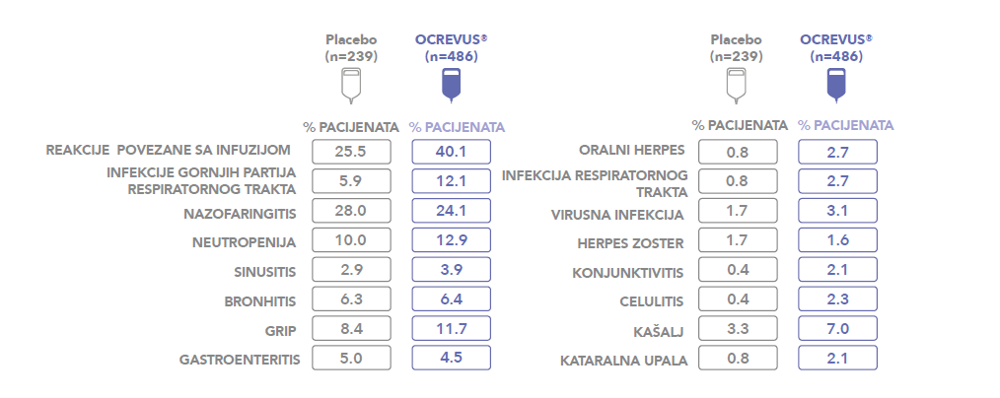 Placebo
(n=239)
OCREVUS®
(n=486)
% PACIJENATA
% PACIJENATA
REAKCIJE POVEZANE SA INFUZIJOM 25.5 40.1
INFEKCIJE GORNJIH PARTIJA
RESPIRATORNOG TRAKTA 5.9 12.1
NAZOFARINGITIS 28.0 24.1
NEUTROPENIJA 10.0 12.9
SINUSITIS 2.9 3.9
BRONHITIS 6.3 6.4
GRIP 8.4 11.7
GASTROENTERITIS 5.0 4.5
Placebo
(n=239)
OCREVUS®
(n=486)
% PACIJENATA
% PACIJENATA
ORALNI HERPES 0.8 2.7
INFEKCIJA RESPIRATORNOG
TRAKTA 0.8 2.7
VIRUSNA INFEKCIJA 1.7 3.1
HERPES ZOSTER 1.7 1.6
KONJUNKTIVITIS 0.4 2.1
CELULITIS 0.4 2.3
KAŠALJ 3.3 7.0
KATARALNA UPALA 0.8 2.1